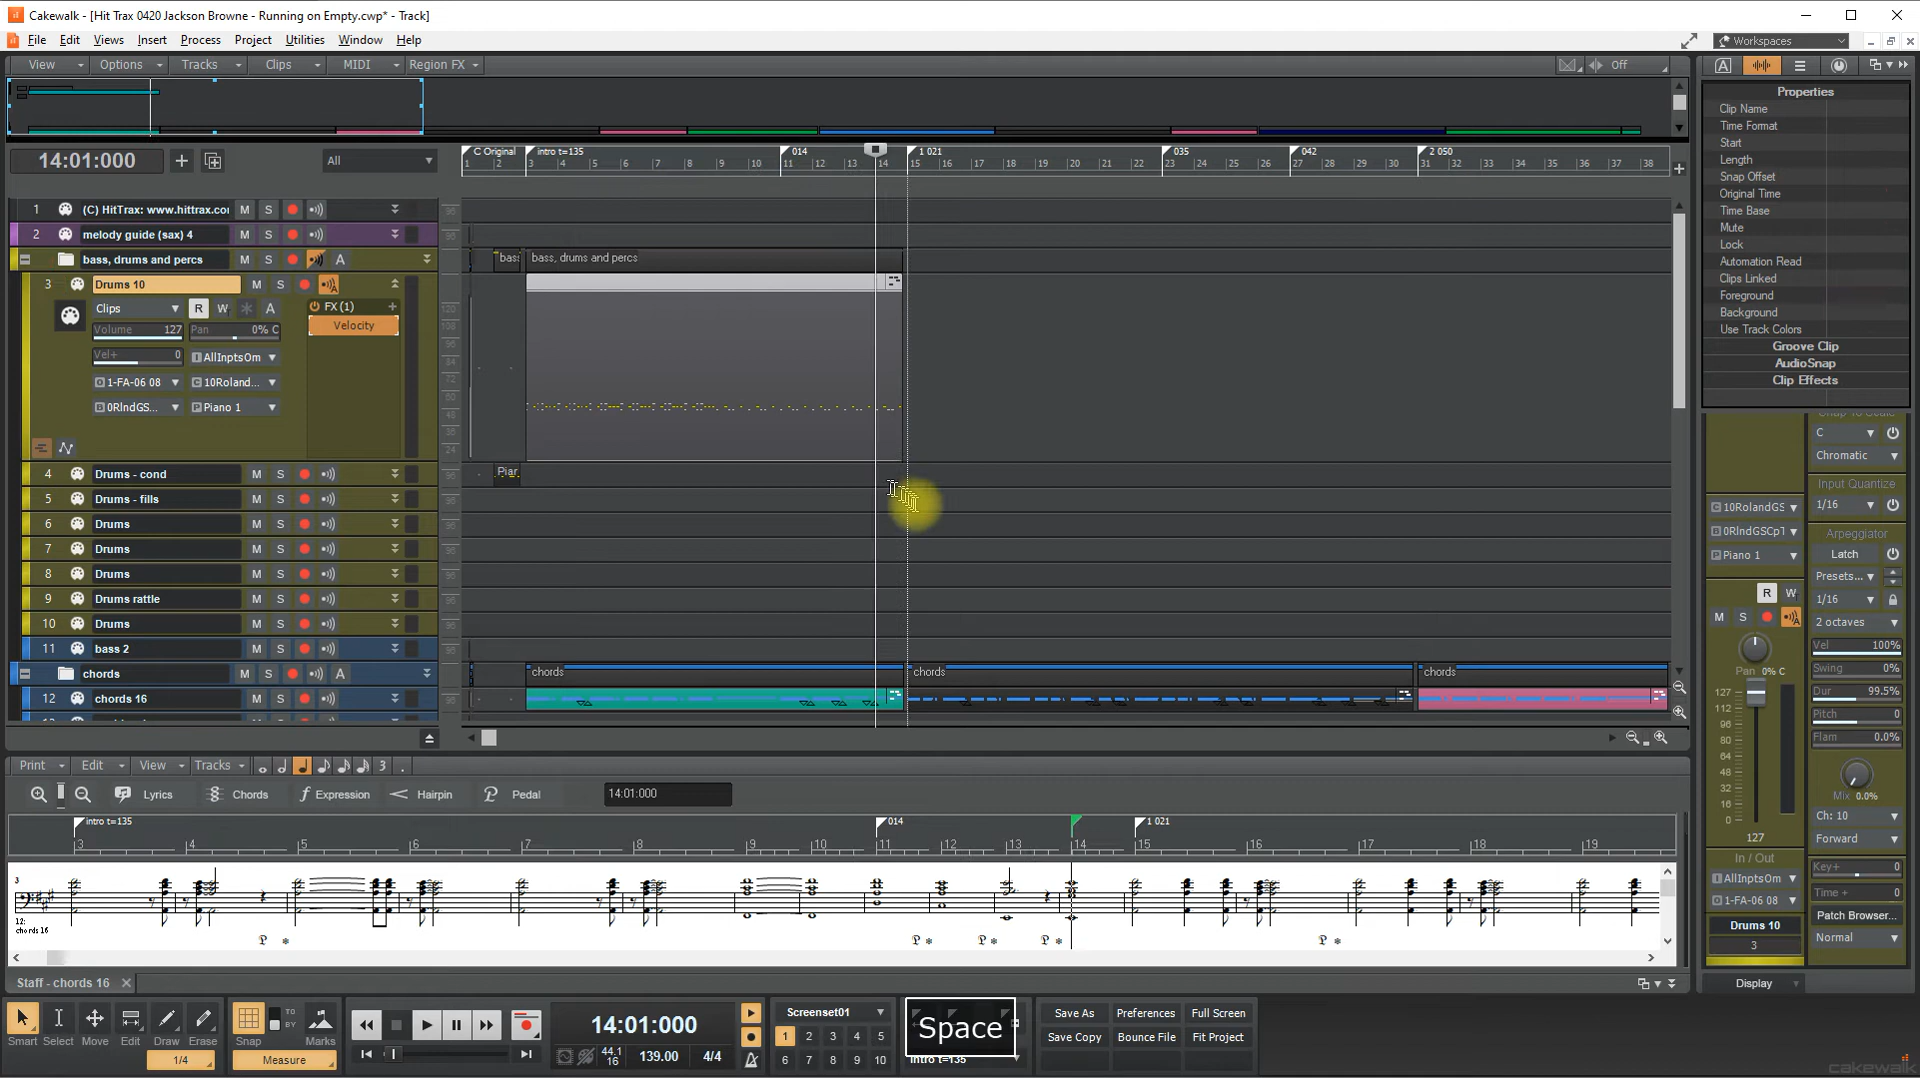 Cakewalk - [Hit Trax 0420 Jackson Browne - Running on Empty.cwp* - Track]
File Edit Views Insert Process Project Utilities Window Help
Workspaces
View Options Tracks Clips MIDI Region FX Off
14:01:000 All
C Original intro t=135 014 1 021 035 042 2 050
1 2 3 4 5 6 7 8 9 10 11 12 13 14 15 16 17 18 19 20 21 22 23 24 25 26 27 28 29 30 31 32 33 34 35 36 37 38
1 (C) HitTrax: www.hittrax.co M S
2 melody guide (sax) 4 M S
bass, drums and percs M S A
bass bass, drums and percs
3 Drums 10 M S
Clips R W A FX (1)
Volume 127 Pan 0% C Velocity
Vel+ 0 AllInptsOm
1-FA-06 08 10Roland...
0RlndGS... Piano 1
4 Drums - cond M S
Piar
5 Drums - fills M S
6 Drums M S
7 Drums M S
8 Drums M S
9 Drums rattle M S
10 Drums M S
11 bass 2 M S
chords M S A
chords chords chords
12 chords 16 M S
Print Edit View Tracks 3 .
Lyrics Chords Expression Hairpin Pedal 14:01:000
intro t=135 014 1 021
3 4 5 6 7 8 9 10 11 12 13 14 15 16 17 18 19
3
12:
chords 16
Staff - chords 16
Smart Select Move Edit Draw Erase Snap TO BY Marks
1/4 Measure
14:01:000
44.1
16
139.00 4/4
Screenset01
1 2 3 4 5
6 7 8 9 10
Space
intro t=135
Save As Preferences Full Screen
Save Copy Bounce File Fit Project
cakewalk
Properties
Clip Name
Time Format
Start
Length
Snap Offset
Original Time
Time Base
Mute
Lock
Automation Read
Clips Linked
Foreground
Background
Use Track Colors
Groove Clip
AudioSnap
Clip Effects
Snap To Scale
C
Chromatic
Input Quantize
1/16
Arpeggiator
Latch
Presets...
1/16
2 octaves
Vel 100%
Swing 0%
Dur 99.5%
Pitch 0
Flam 0.0%
Mix 0.0%
Ch: 10
Forward
Key+ 0
Time + 0
Patch Browser...
Normal
10RolandGS
0RlndGSCpT
Piano 1
R W
M S
Pan 0% C
127
112
96
80
64
48
32
16
0
127
In / Out
AllInptsOm
1-FA-06 08
Drums 10
3
Display